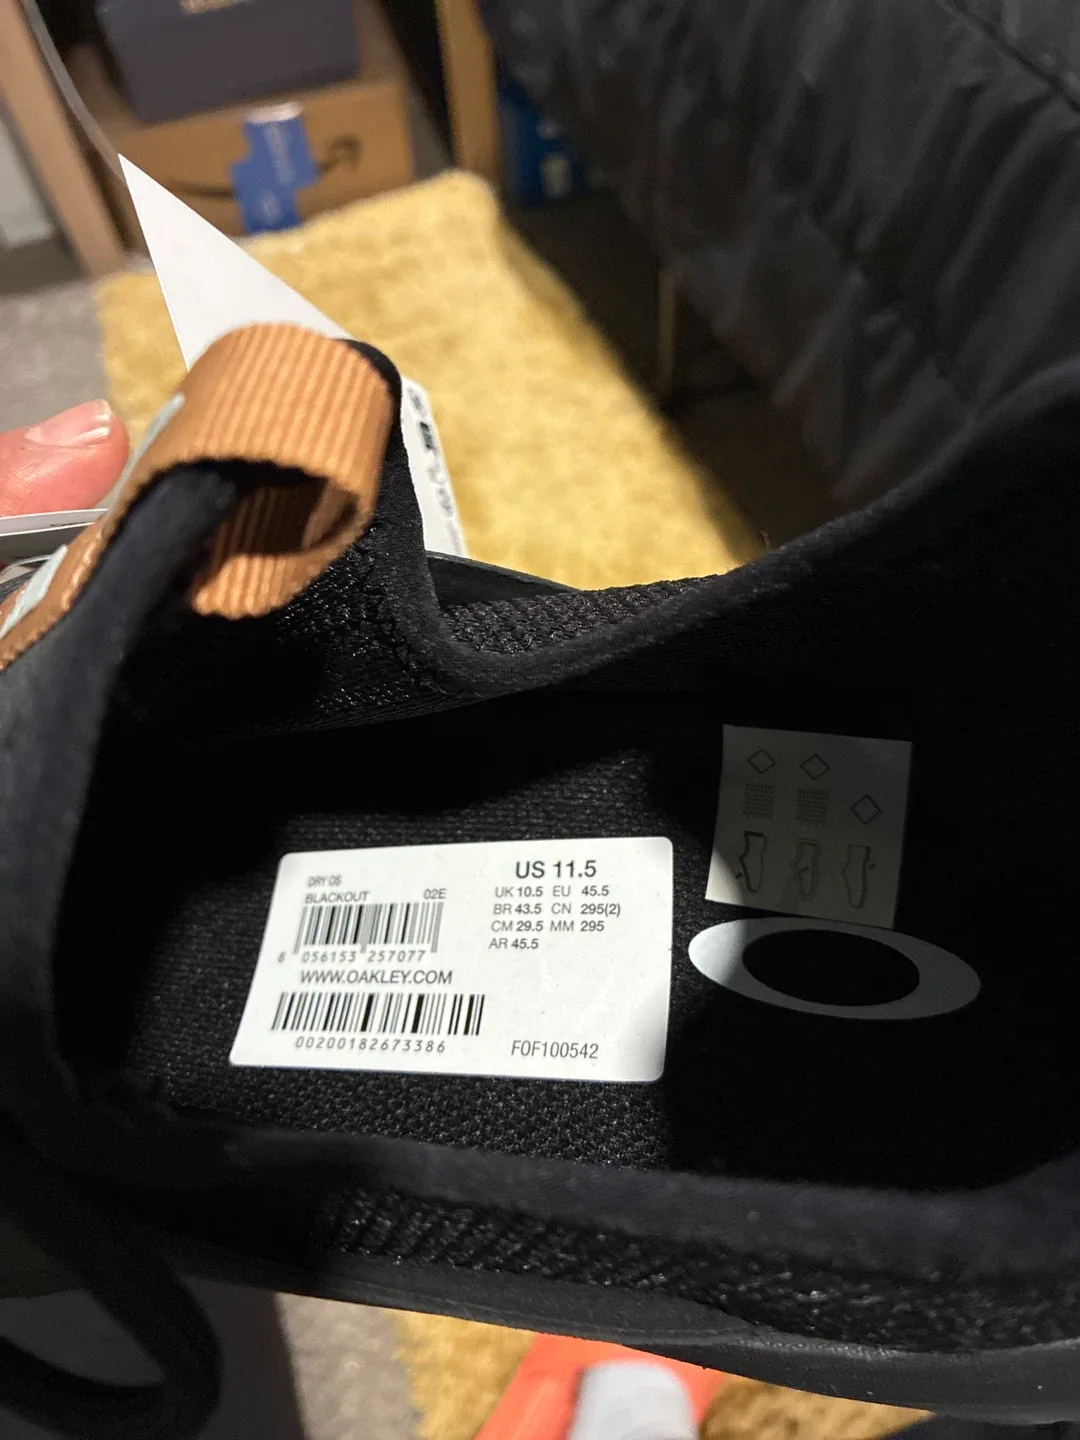 DRY OS
BLACKOUT 02E
8 056153 257077
WWW.OAKLEY.COM
00200182673386
US 11.5
UK 10.5 EU 45.5
BR 43.5 CN 295(2)
CM 29.5 MM 295
AR 45.5
F0F100542